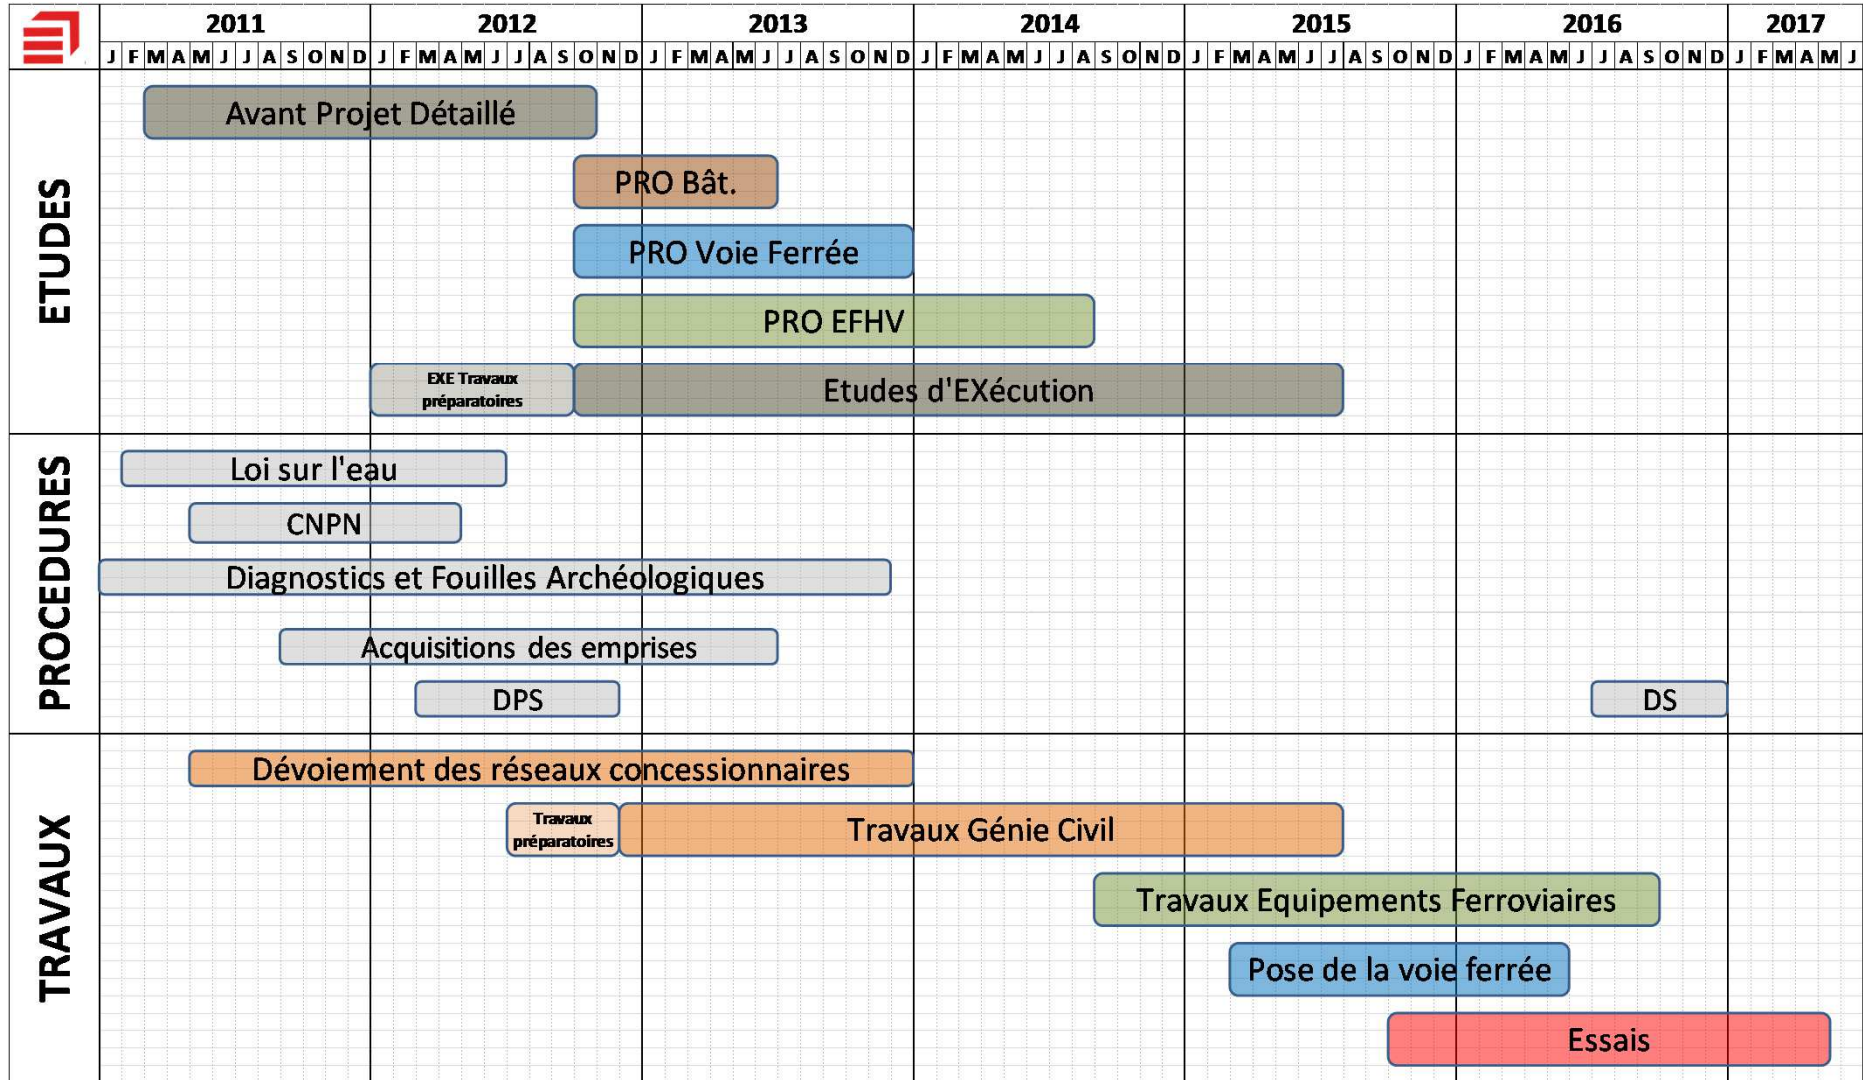 2011 2012 2013 2014 2015 2016 2017
J F M A M J J A S O N D J F M A M J J A S O N D J F M A M J J A S O N D J F M A M J J A S O N D J F M A M J J A S O N D J F M A M J J A S O N D J F M A M J
ETUDES
Avant Projet Détaillé
PRO Bât.
PRO Voie Ferrée
PRO EFHV
EXE Travaux
préparatoires
Etudes d'EXécution
PROCEDURES
Loi sur l'eau
CNPN
Diagnostics et Fouilles Archéologiques
Acquisitions des emprises
DPS DS
TRAVAUX
Dévoiement des réseaux concessionnaires
Travaux
préparatoires
Travaux Génie Civil
Travaux Equipements Ferroviaires
Pose de la voie ferrée
Essais